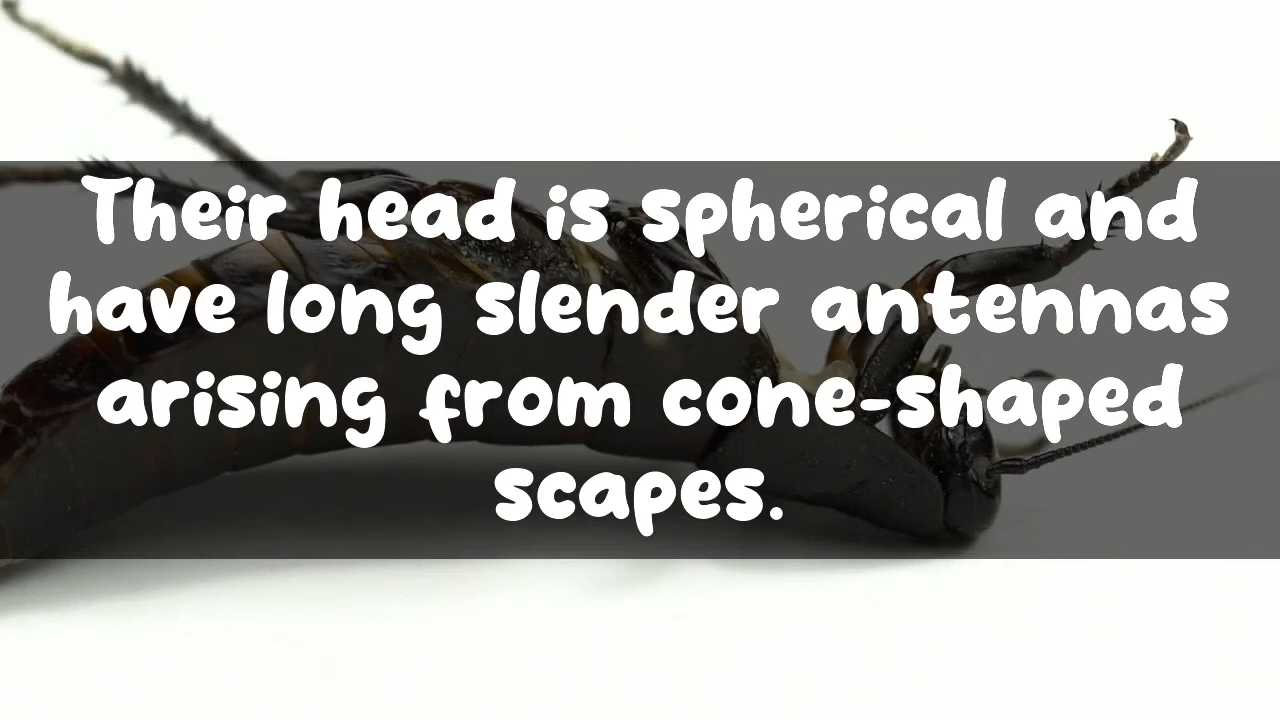 Their head is spherical and
have long slender antennas
arising from cone-shaped
scapes.